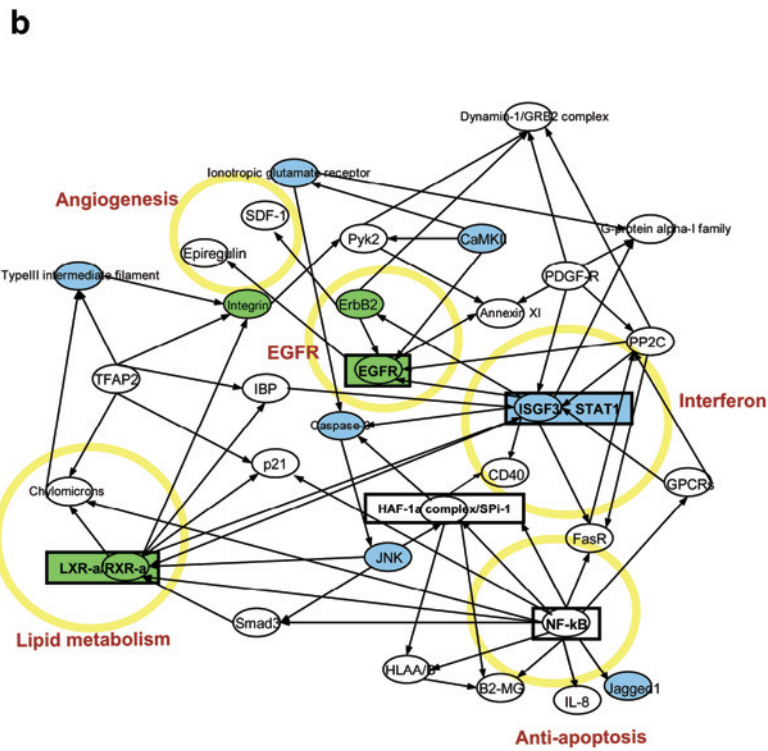 b
Dynamin-1/GRB2 complex
Ionotropic glutamate receptor
Angiogenesis
SDF-1
G-protein alpha-I family
Pyk2
CaMKII
Epiregulin
TypeIII intermediate filament
PDGF-R
Integrin
ErbB2
Annexin XI
PP2C
EGFR
EGFR
TFAP2
IBP
Interferon
ISGF3 STAT1
Caspase
p21
CD40
Chylomicrons
GPCRs
HAF-1a complex/SPi-1
FasR
JNK
LXR-a/RXR-a
Smad3
NF-kB
Lipid metabolism
HLAA/B
B2-MG
Jagged1
IL-8
Anti-apoptosis